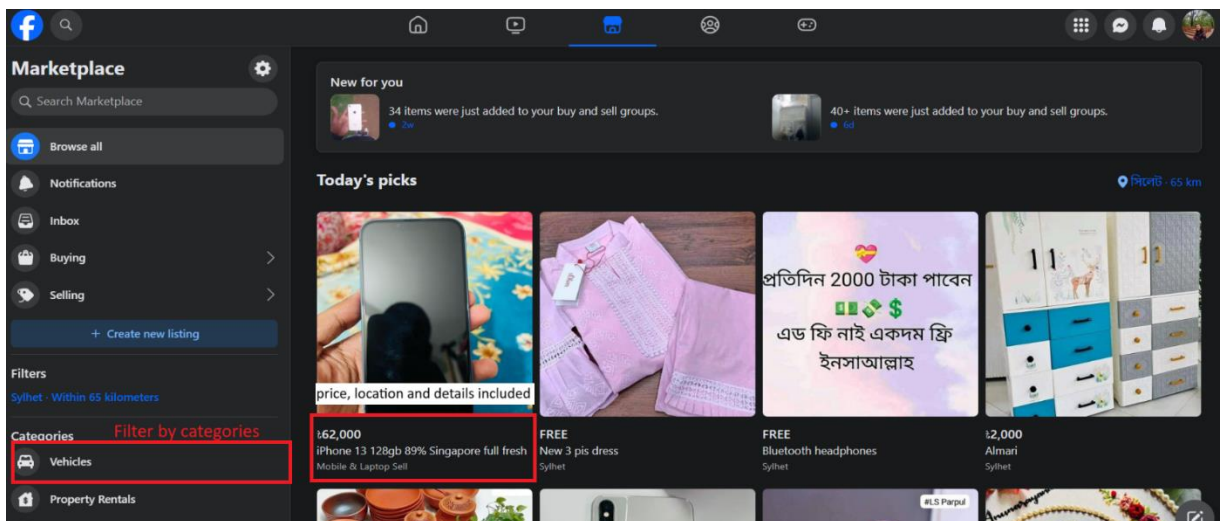 Marketplace
Search Marketplace
Browse all
Notifications
Inbox
Buying
Selling
+ Create new listing
Filters
Sylhet · Within 65 kilometers
Categories
Filter by categories
Vehicles
Property Rentals
New for you
34 items were just added to your buy and sell groups.
2w
40+ items were just added to your buy and sell groups.
6d
Today's picks
সিলেট · 65 km
price, location and details included
৳62,000
iPhone 13 128gb 89% Singapore full fresh
Mobile & Laptop Sell
FREE
New 3 pis dress
Sylhet
প্রতিদিন 2000 টাকা পাবেন
এড ফি নাই একদম ফ্রি
ইনসাআল্লাহ
FREE
Bluetooth headphones
Sylhet
৳2,000
Almari
Sylhet
#LS Parpul